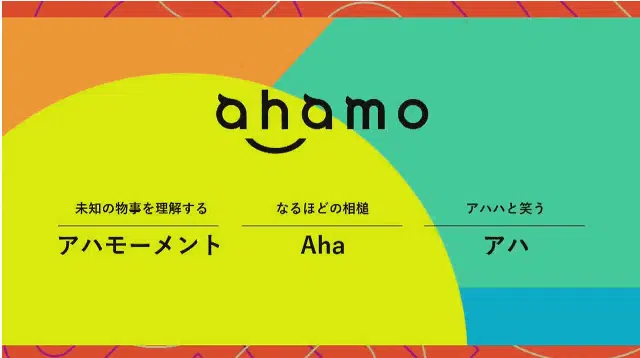 ahamo
未知の物事を理解する
アハモーメント
なるほどの相槌
Aha
アハハと笑う
アハ